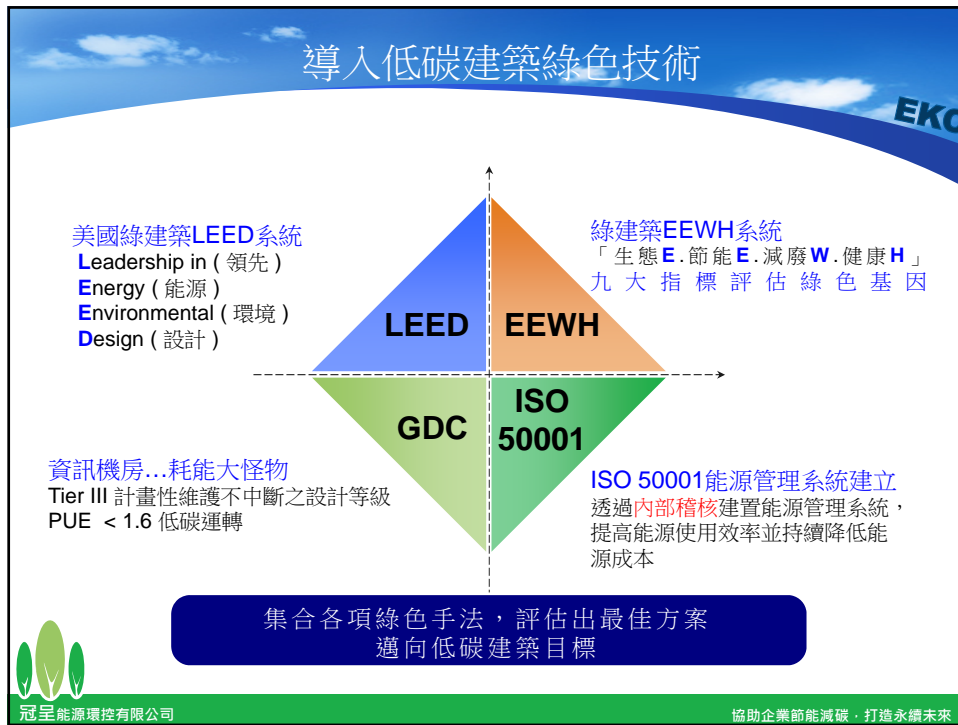 導入低碳建築綠色技術
EKC
美國綠建築LEED系統
Leadership in ( 領先 )
Energy ( 能源 )
Environmental ( 環境 )
Design ( 設計 )
綠建築EEWH系統
「生態E.節能E.減廢W.健康H」
九大指標評估綠色基因
LEED
EEWH
GDC
ISO
50001
資訊機房...耗能大怪物
Tier III 計畫性維護不中斷之設計等級
PUE < 1.6 低碳運轉
ISO 50001能源管理系統建立
透過內部稽核建置能源管理系統，
提高能源使用效率並持續降低能
源成本
集合各項綠色手法，評估出最佳方案
邁向低碳建築目標
冠呈能源環控有限公司
協助企業節能減碳．打造永續未來